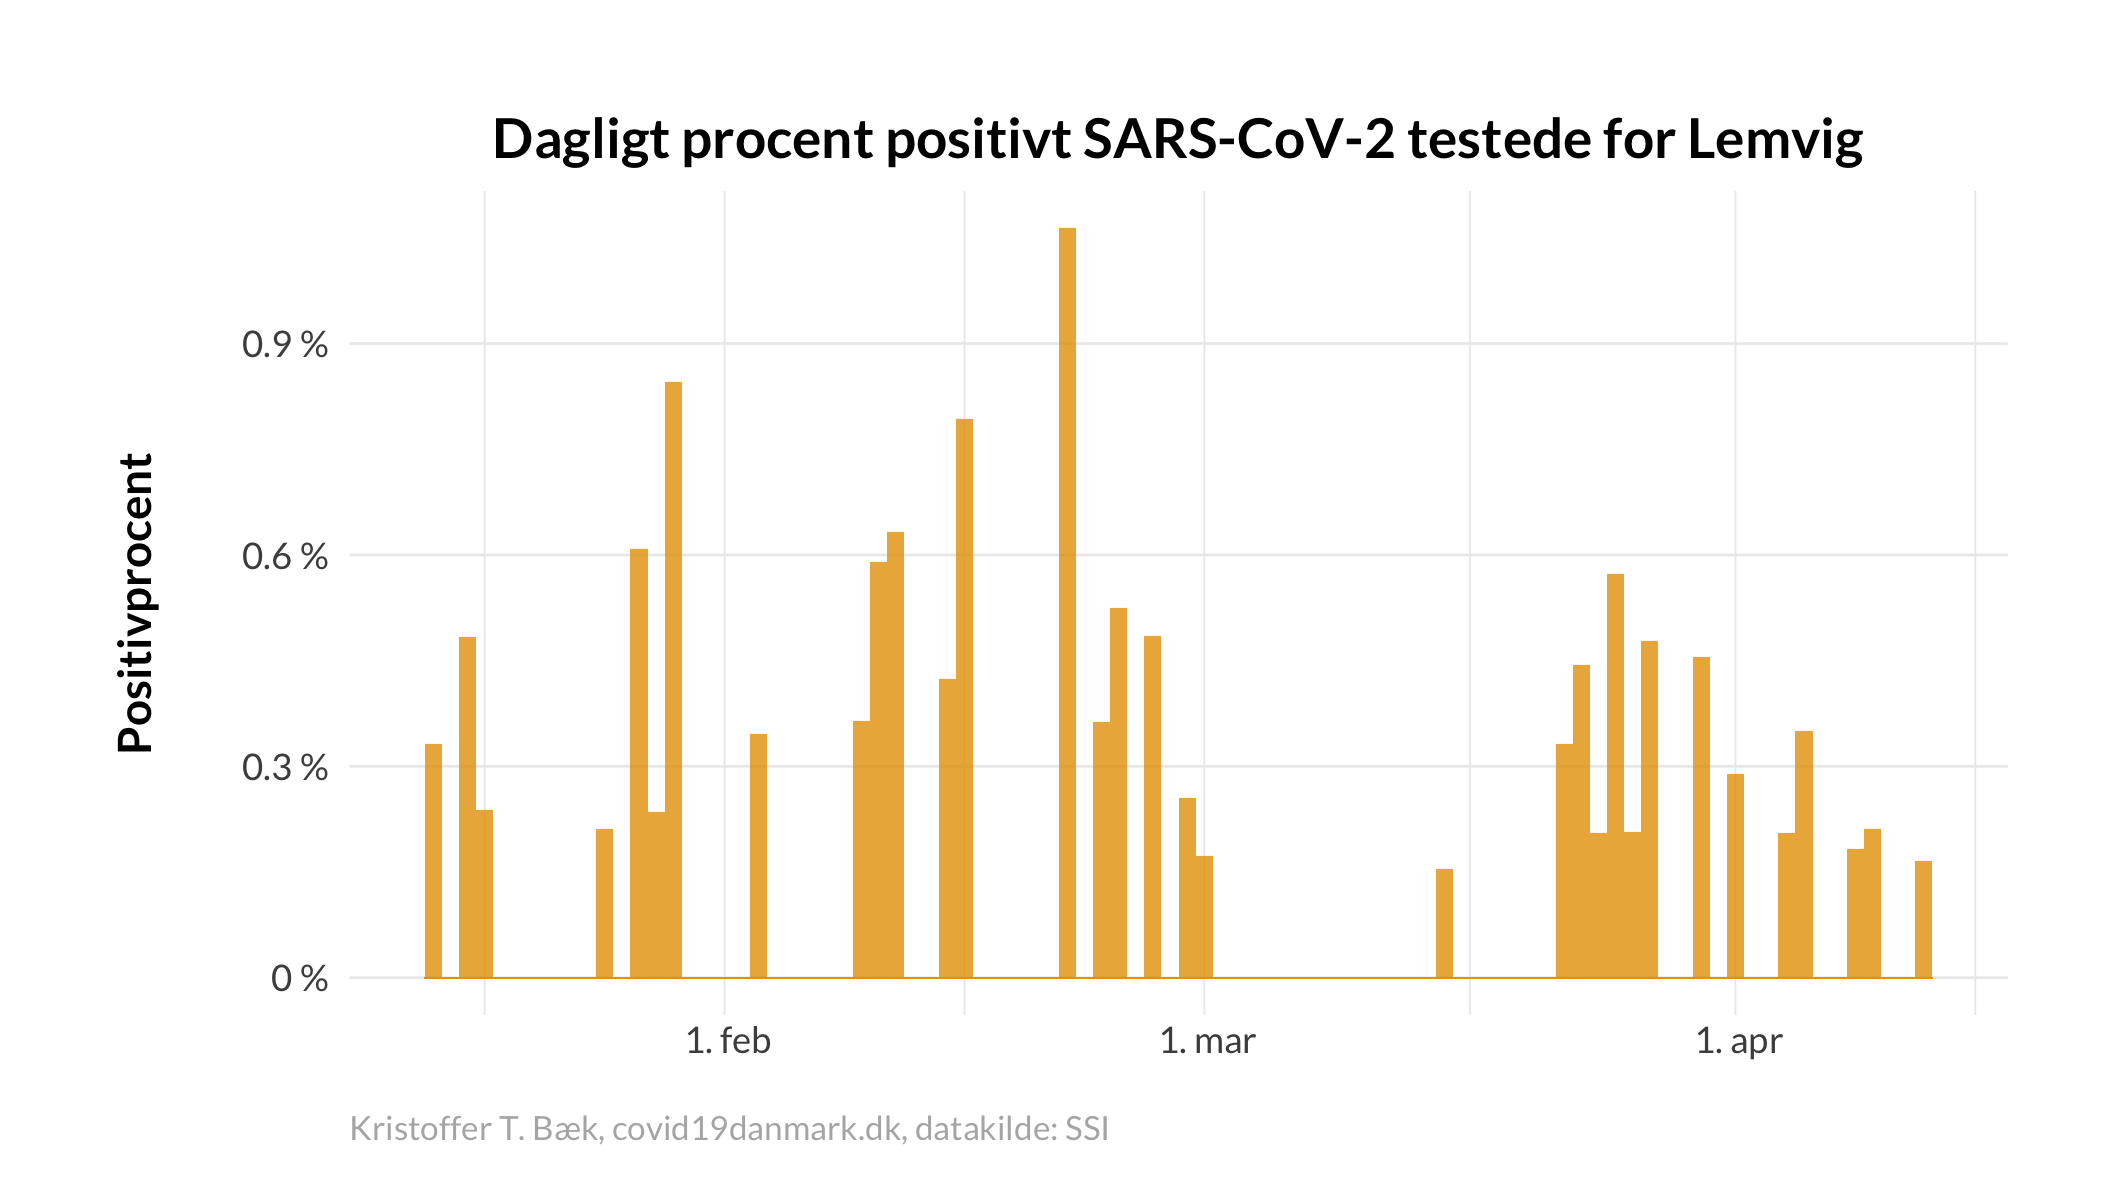 Dagligt procent positivt SARS-CoV-2 testede for Lemvig
Positivprocent
0.9 %
0.6 %
0.3 %
0 %
1. feb
1. mar
1. apr
Kristoffer T. Bæk, covid19danmark.dk, datakilde: SSI